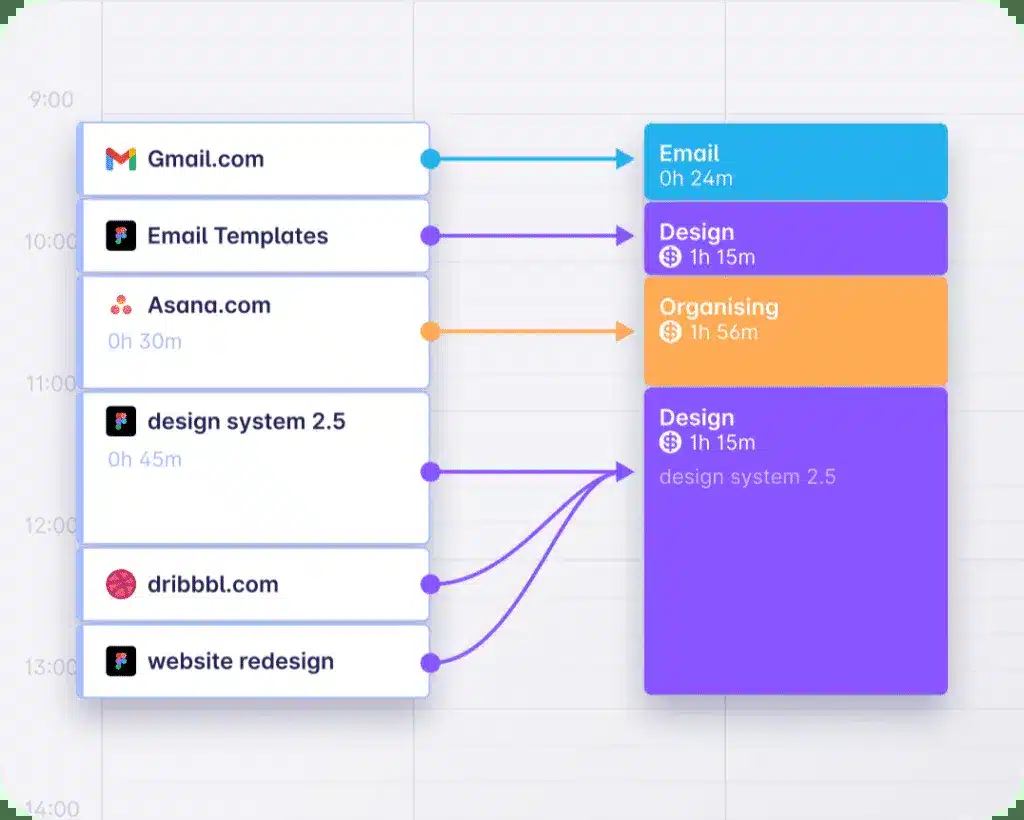 9:00
Gmail.com
Email
0h 24m
10:00
Email Templates
Design
$ 1h 15m
Asana.com
0h 30m
Organising
$ 1h 56m
11:00
design system 2.5
0h 45m
Design
$ 1h 15m
design system 2.5
12:00
dribbbl.com
13:00
website redesign
14:00